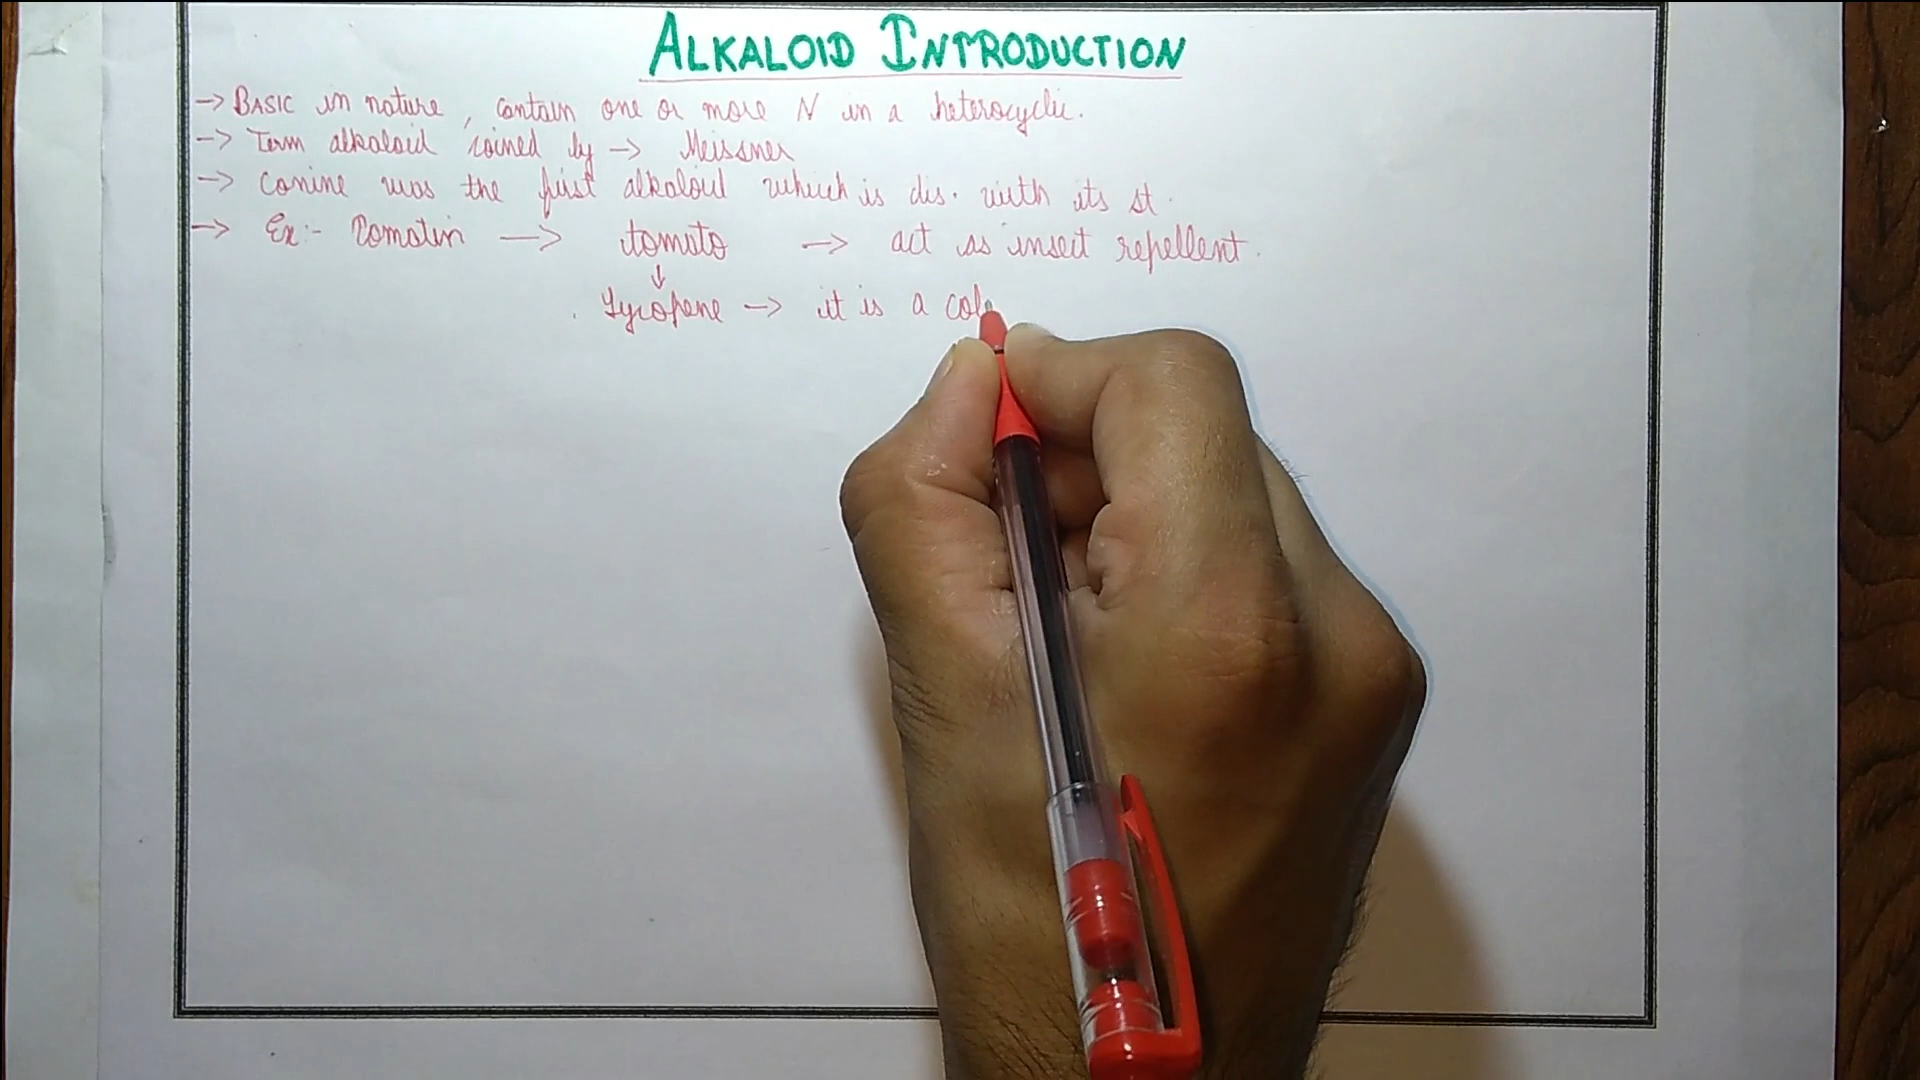 ALKALOID INTRODUCTION
→ BASIC in nature, contain one or more N in a heterocyclic.
→ Term alkaloid coined by → Meissner
→ Conine was the first alkaloid which is dis. with its st.
→ Ex:- Tomatin → tomato → act as insect repellent.
↓
Lycopene → it is a col